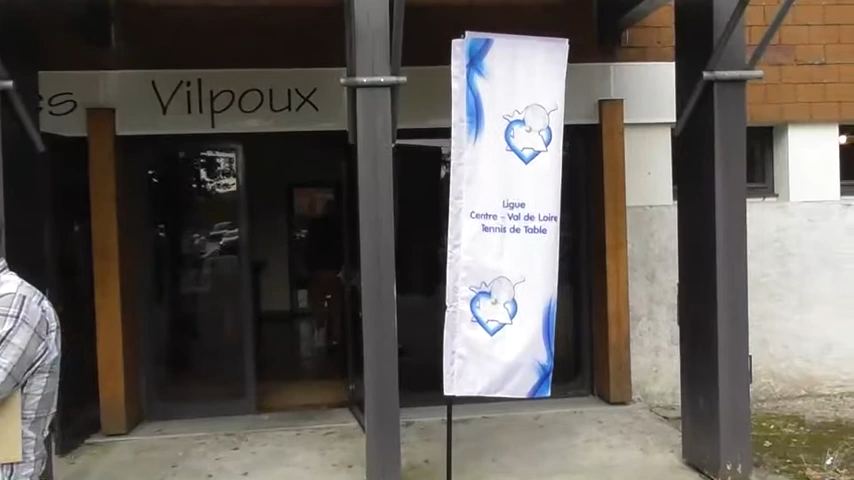 es Vilpoux
Ligue
Centre - Val de Loire
Tennis de Table